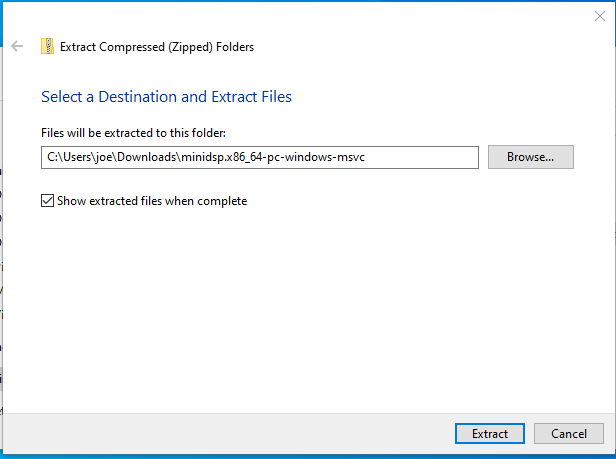 Extract Compressed (Zipped) Folders
Select a Destination and Extract Files
Files will be extracted to this folder:
C:\Users\joe\Downloads\minidsp.x86_64-pc-windows-msvc
Browse...
Show extracted files when complete
Extract
Cancel